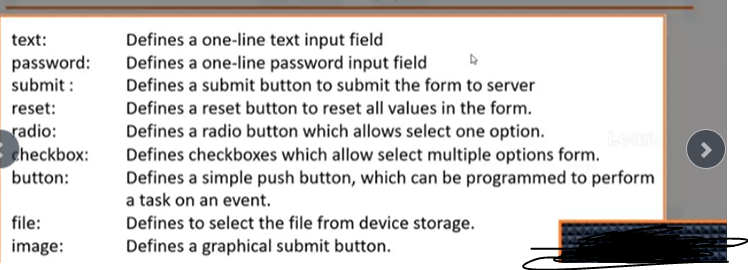 text: Defines a one-line text input field
password: Defines a one-line password input field
submit : Defines a submit button to submit the form to server
reset: Defines a reset button to reset all values in the form.
radio: Defines a radio button which allows select one option.
checkbox: Defines checkboxes which allow select multiple options form.
button: Defines a simple push button, which can be programmed to perform
a task on an event.
file: Defines to select the file from device storage.
image: Defines a graphical submit button.